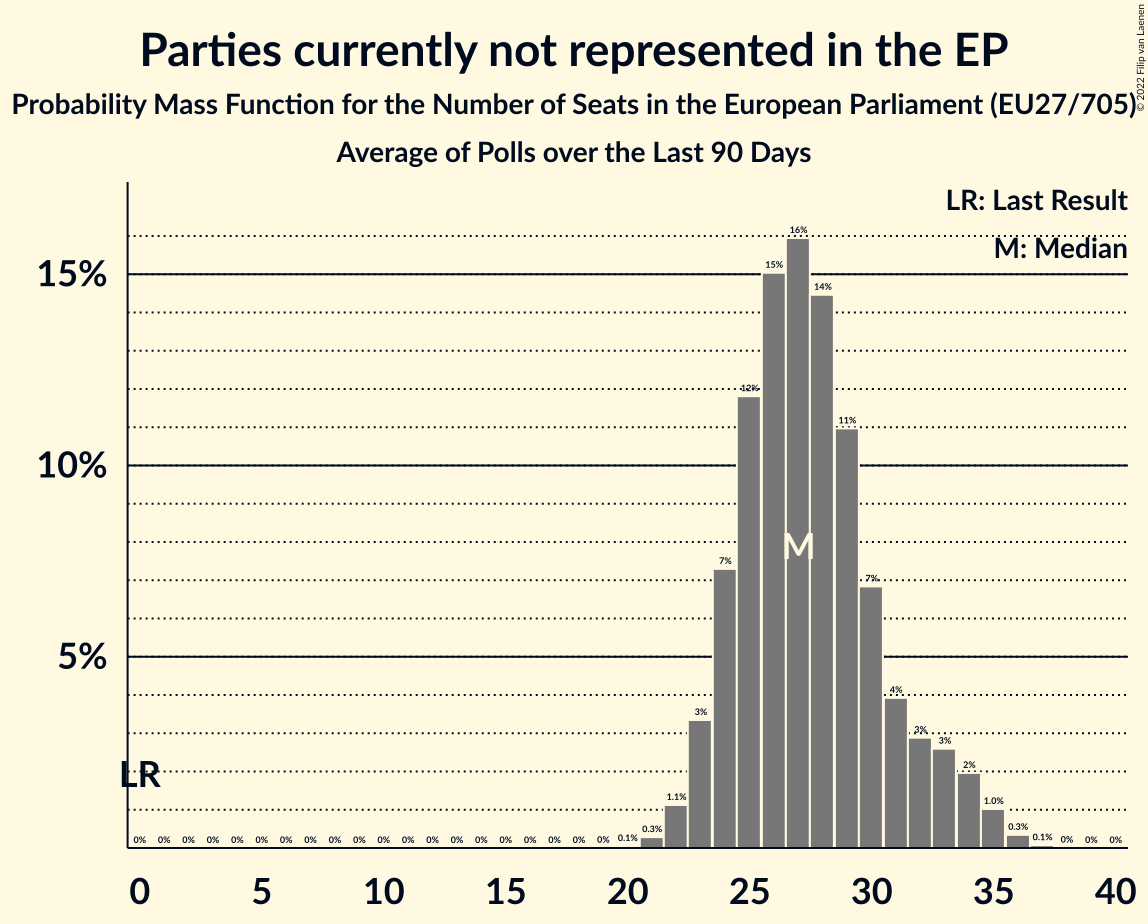 Parties currently not represented in the EP
Probability Mass Function for the Number of Seats in the European Parliament (EU27/705)
Average of Polls over the Last 90 Days
© 2022 Filip van Laenen
LR: Last Result
M: Median
15%
10%
5%
LR
M
0% 0% 0% 0% 0% 0% 0% 0% 0% 0% 0% 0% 0% 0% 0% 0% 0% 0% 0% 0% 0.1% 0.3% 1.1% 3% 7% 12% 15% 16% 14% 11% 7% 4% 3% 3% 2% 1.0% 0.3% 0.1% 0% 0% 0%
0 5 10 15 20 25 30 35 40